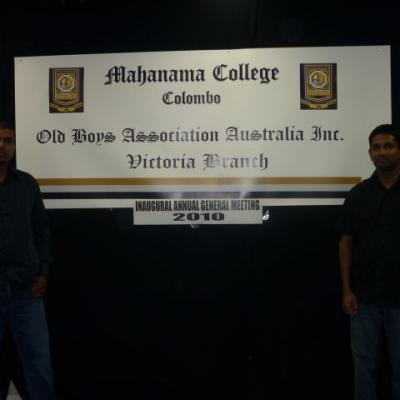 Mahanama College
Colombo
Old Boys Association Australia Inc.
Victoria Branch
INAUGURAL ANNUAL GENERAL MEETING
2010